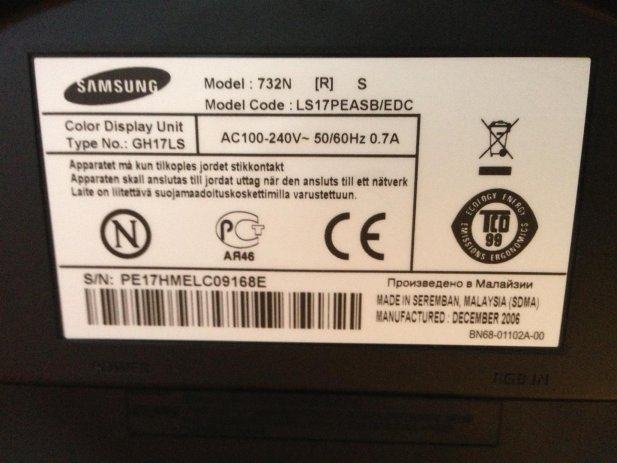 SAMSUNG
Model : 732N [R] S
Model Code : LS17PEASB/EDC
Color Display Unit
Type No.: GH17LS
AC100-240V~ 50/60Hz 0.7A
Apparatet må kun tilkoples jordet stikkontakt
Apparaten skall anslutas till jordat uttag när den ansluts till ett nätverk
Laite on liitettävä suojamaadoituskoskettimilla varustettuun.
N
PCT
AR46
CE
ECOLOGY ENERGY
TCO
99
EMISSIONS ERGONOMICS
S/N: PE17HMELC09168E
Произведено в Малайзии
MADE IN SEREMBAN, MALAYSIA (SDMA)
MANUFACTURED : DECEMBER 2006
BN68-01102A-00
POWER
RGB IN